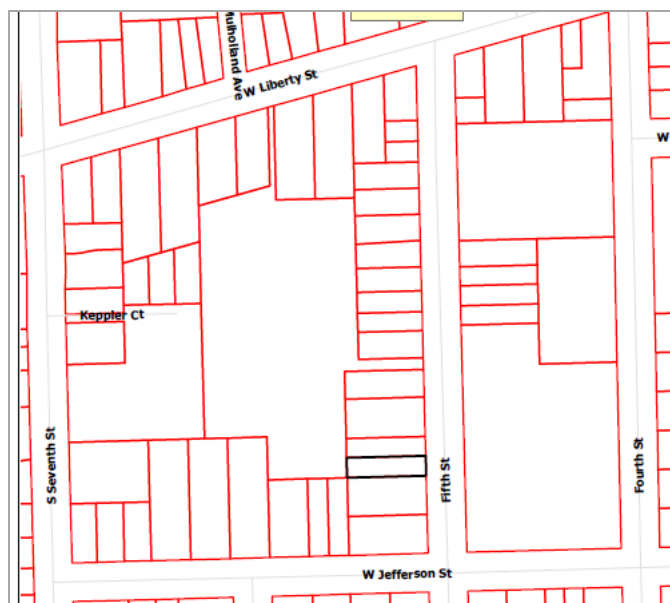 Mulholland Ave
W Liberty St
W
Keppler Ct
S Seventh St
Fifth St
Fourth St
W Jefferson St